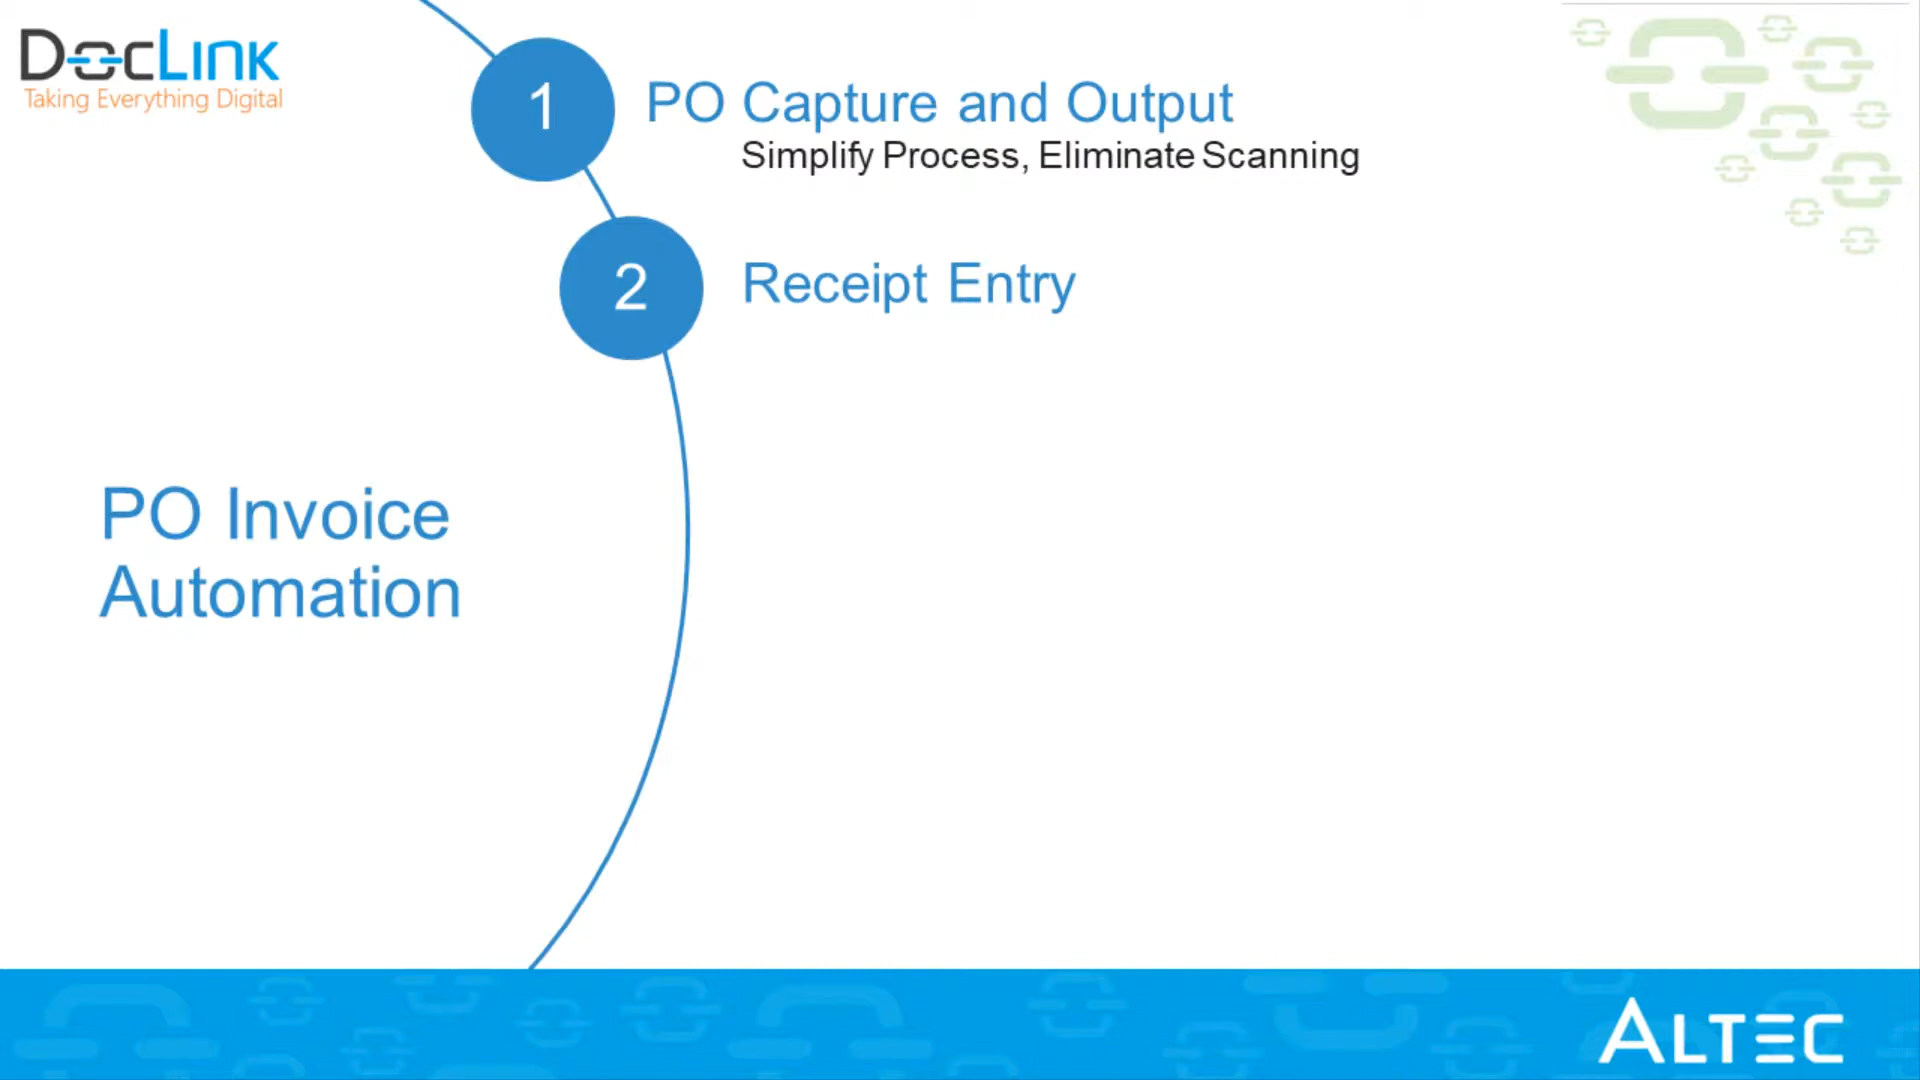 DocLink
Taking Everything Digital
1
PO Capture and Output
Simplify Process, Eliminate Scanning
2
Receipt Entry
PO Invoice
Automation
ALTEC